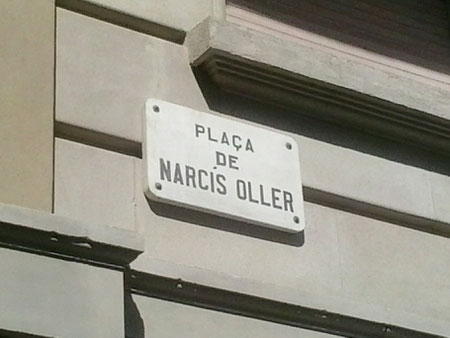 PLAÇA
DE
NARCÍS OLLER